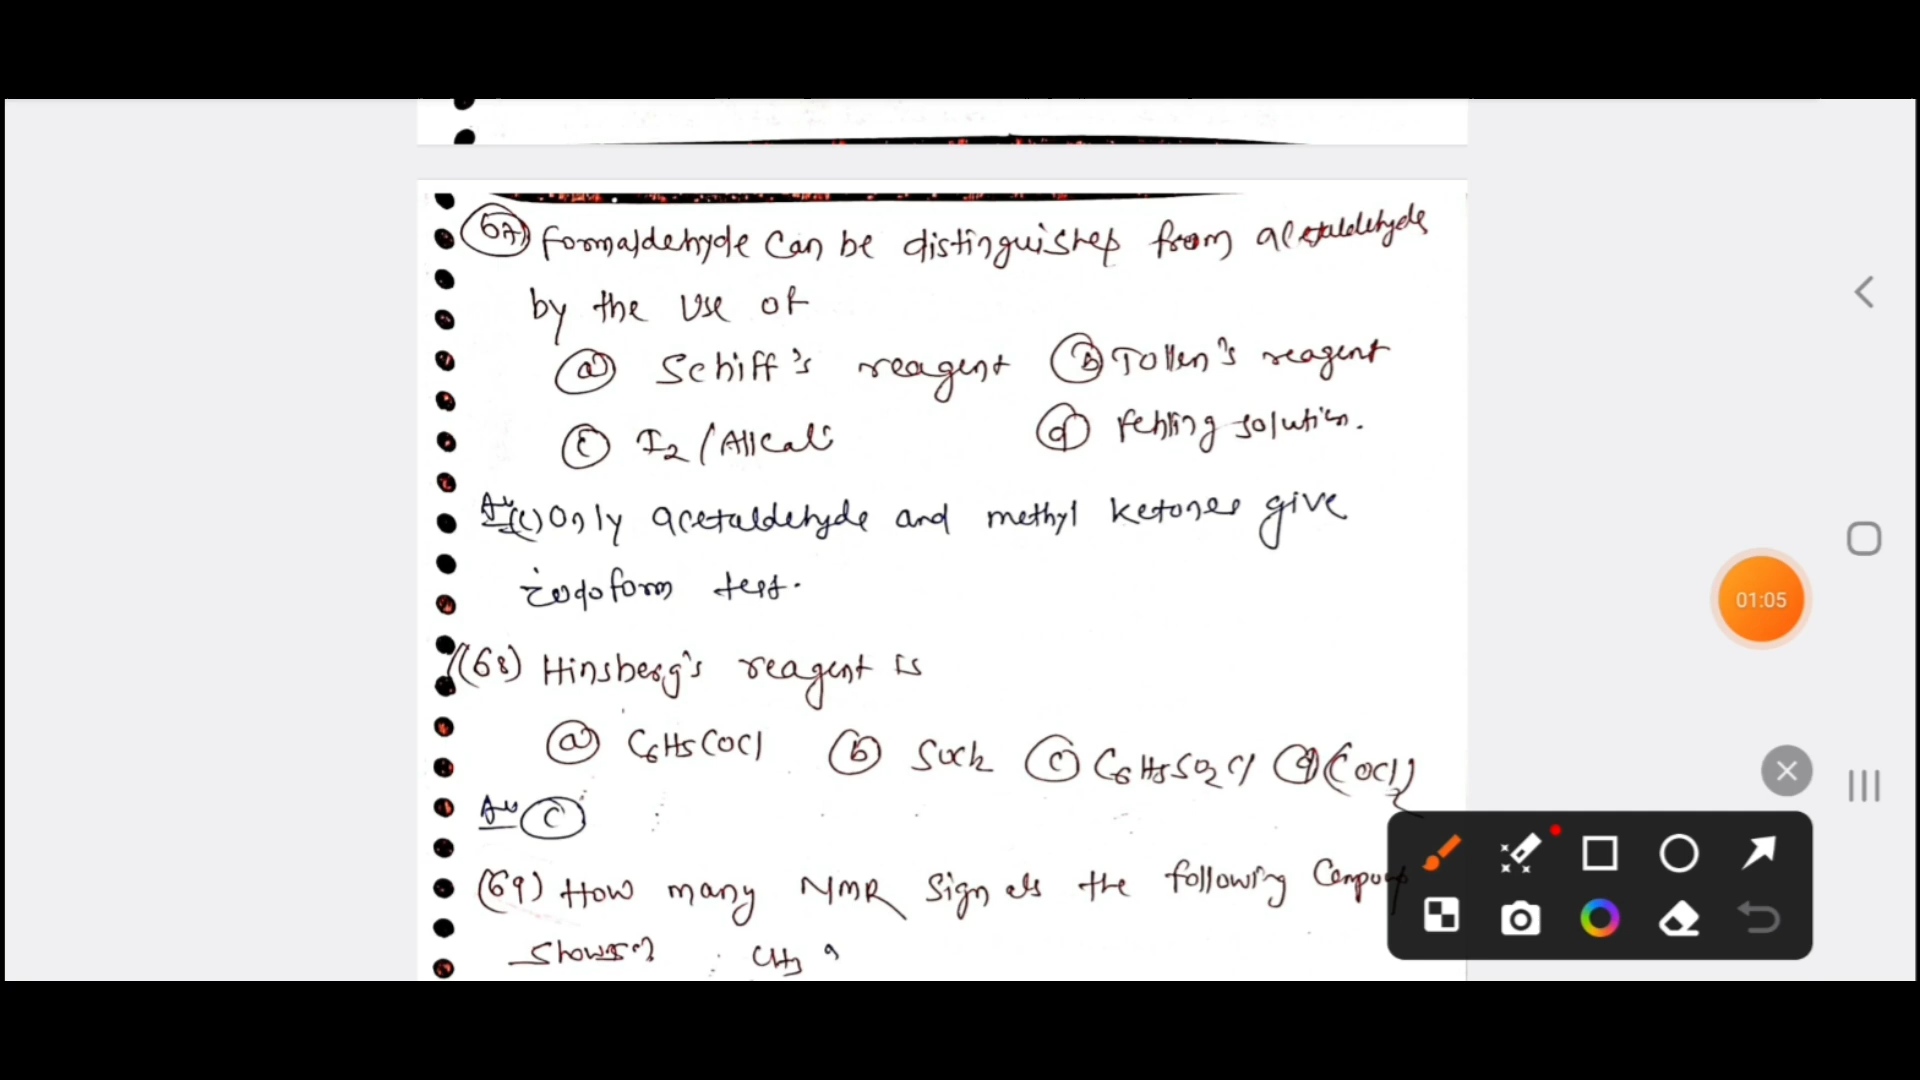 (67) Formaldehyde can be distinguished from acetaldehyde
by the use of
(a) Schiff's reagent (b) Tollen's reagent
(c) I2/Alkali (d) Fehling solution.
Ans (c) Only acetaldehyde and methyl ketones give
iodoform test.
(68) Hinsberg's reagent is
(a) C6H5COCl (b) (c) C6H5SO2Cl (d) (COCl)2
Ans (c)
(69) How many NMR signals the following
shows? CH3
01:05